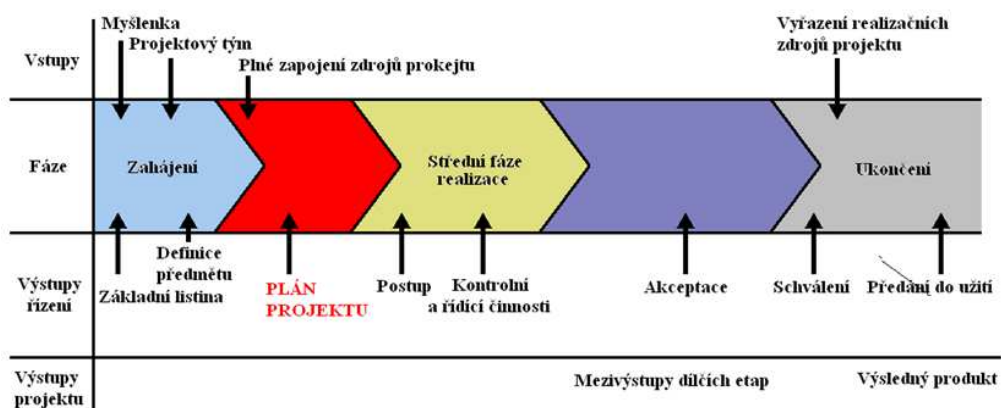 Myšlenka
Projektový tým
Plné zapojení zdrojů prokejtu
Vyřazení realizačních
zdrojů projektu
Vstupy
Fáze
Zahájení
Střední fáze
realizace
Ukončení
Výstupy
řízení
Základní listina
Definice
předmětu
PLÁN
PROJEKTU
Postup
Kontrolní
a řídící činnosti
Akceptace
Schválení
Předání do užití
Výstupy
projektu
Mezivýstupy dílčích etap
Výsledný produkt